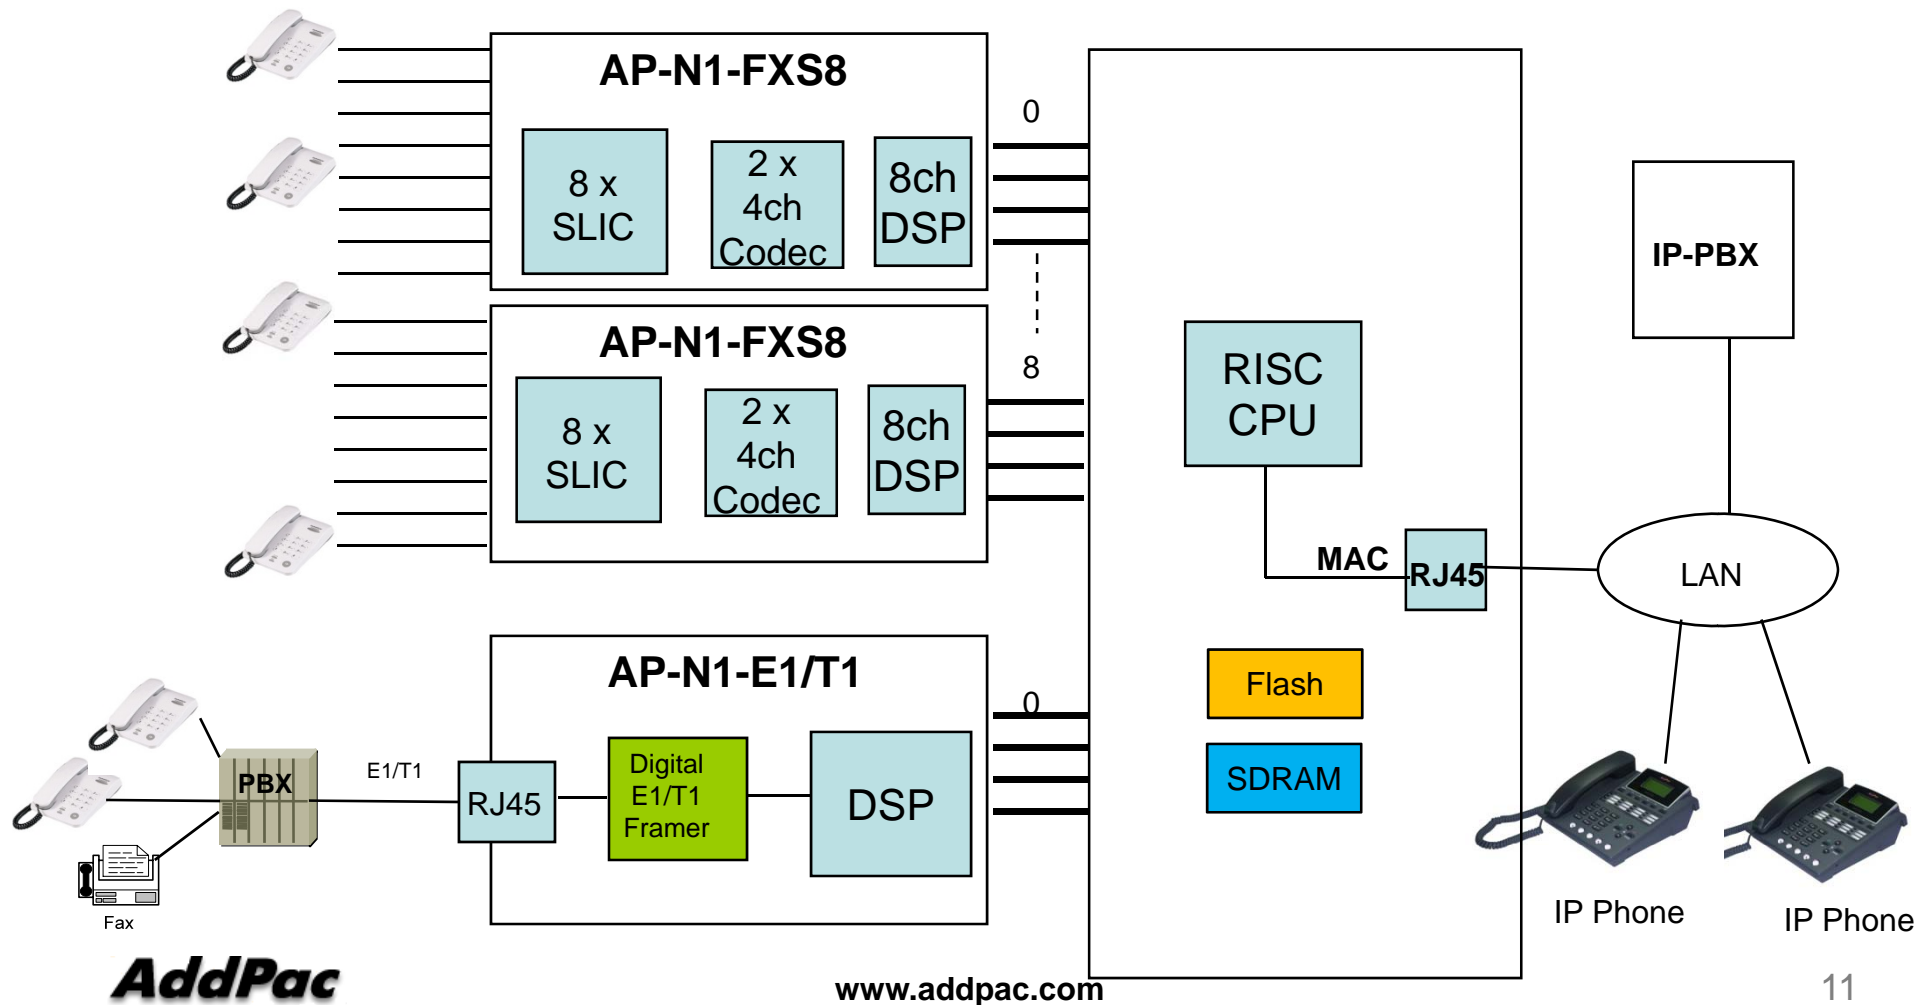 AP-N1-FXS8
8 x
SLIC
2 x
4ch
Codec
8ch
DSP
0
AP-N1-FXS8
8 x
SLIC
2 x
4ch
Codec
8ch
DSP
8
RISC
CPU
MAC
RJ45
Flash
SDRAM
IP-PBX
LAN
IP Phone
IP Phone
AP-N1-E1/T1
PBX
E1/T1
RJ45
Digital
E1/T1
Framer
DSP
0
Fax
AddPac
www.addpac.com
11